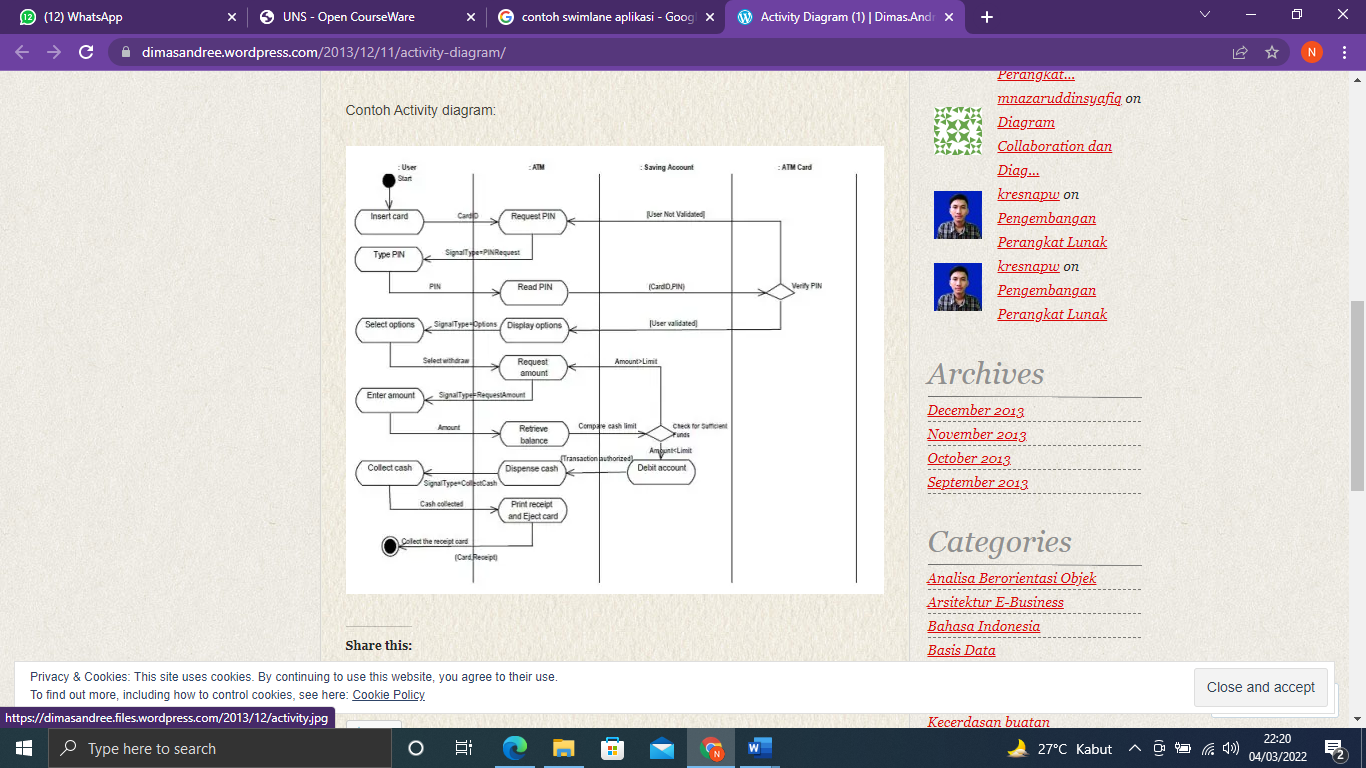 (12) WhatsApp
UNS - Open CourseWare
contoh swimlane aplikasi - Goog
Activity Diagram (1) | Dimas.Andr
dimasandree.wordpress.com/2013/12/11/activity-diagram/
N
Contoh Activity diagram:
: User
: ATM
: Saving Account
: ATM Card
Start
Insert card
CardID
Request PIN
[User Not Validated]
Type PIN
SignalType=PINRequest
PIN
Read PIN
(CardID,PIN)
Verify PIN
Select options
SignalType=Options
Display options
[User validated]
Select withdraw
Request
amount
Amount>Limit
Enter amount
SignalType=RequestAmount
Amount
Retrieve
balance
Compare cash limit
Check for Sufficient
Funds
Amount<Limit
Collect cash
Dispense cash
[Transaction authorized]
Debit account
SignalType=CollectCash
Cash collected
Print receipt
and Eject card
Collect the receipt card
(Card,Receipt)
Share this:
Perangkat...
mnazaruddinsyafiq on
Diagram
Collaboration dan
Diag...
kresnapw on
Pengembangan
Perangkat Lunak
kresnapw on
Pengembangan
Perangkat Lunak
Archives
December 2013
November 2013
October 2013
September 2013
Categories
Analisa Berorientasi Objek
Arsitektur E-Business
Bahasa Indonesia
Basis Data
Kecerdasan buatan
Privacy & Cookies: This site uses cookies. By continuing to use this website, you agree to their use.
To find out more, including how to control cookies, see here: Cookie Policy
Close and accept
https://dimasandree.files.wordpress.com/2013/12/activity.jpg
Type here to search
27°C Kabut
22:20
04/03/2022
2